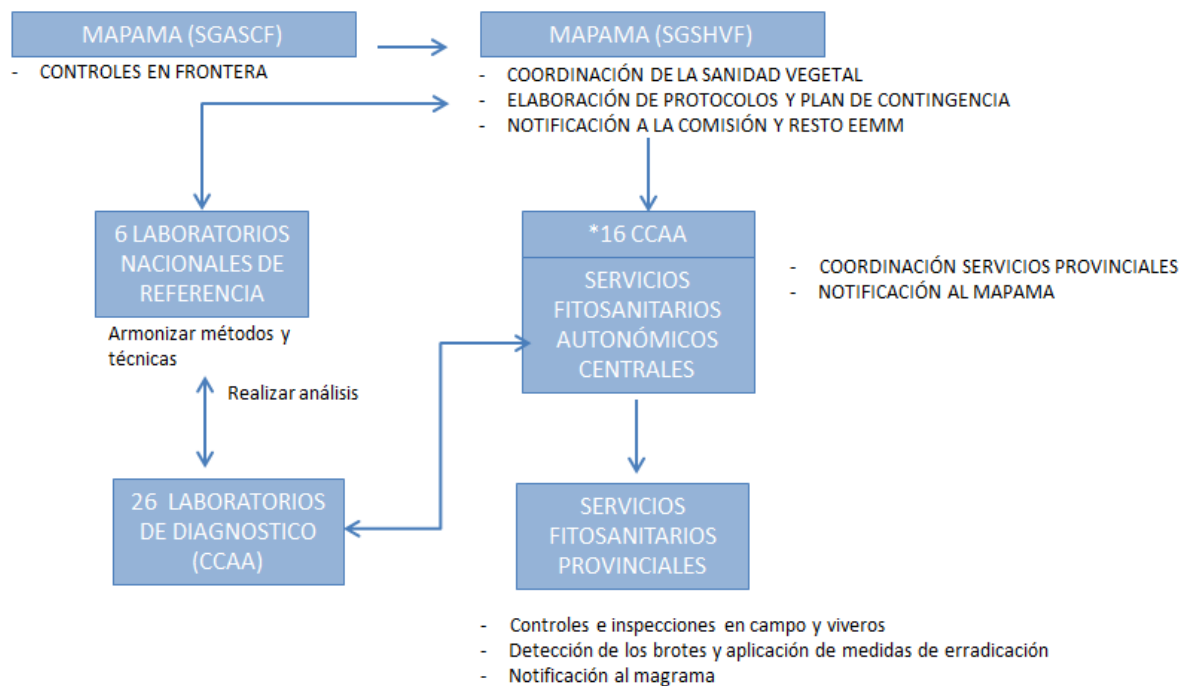 MAPAMA (SGASCF)
- CONTROLES EN FRONTERA
MAPAMA (SGSHVF)
- COORDINACIÓN DE LA SANIDAD VEGETAL
- ELABORACIÓN DE PROTOCOLOS Y PLAN DE CONTINGENCIA
- NOTIFICACIÓN A LA COMISIÓN Y RESTO EEMM
6 LABORATORIOS
NACIONALES DE
REFERENCIA
Armonizar métodos y
técnicas
Realizar análisis
26 LABORATORIOS
DE DIAGNOSTICO
(CCAA)
*16 CCAA
SERVICIOS
FITOSANITARIOS
AUTONÓMICOS
CENTRALES
- COORDINACIÓN SERVICIOS PROVINCIALES
- NOTIFICACIÓN AL MAPAMA
SERVICIOS
FITOSANITARIOS
PROVINCIALES
- Controles e inspecciones en campo y viveros
- Detección de los brotes y aplicación de medidas de erradicación
- Notificación al magrama